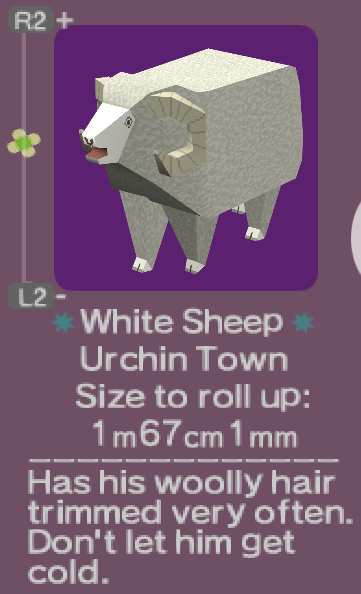 R2 +
L2 -
White Sheep
Urchin Town
Size to roll up:
1m67cm1mm
Has his woolly hair
trimmed very often.
Don't let him get
cold.